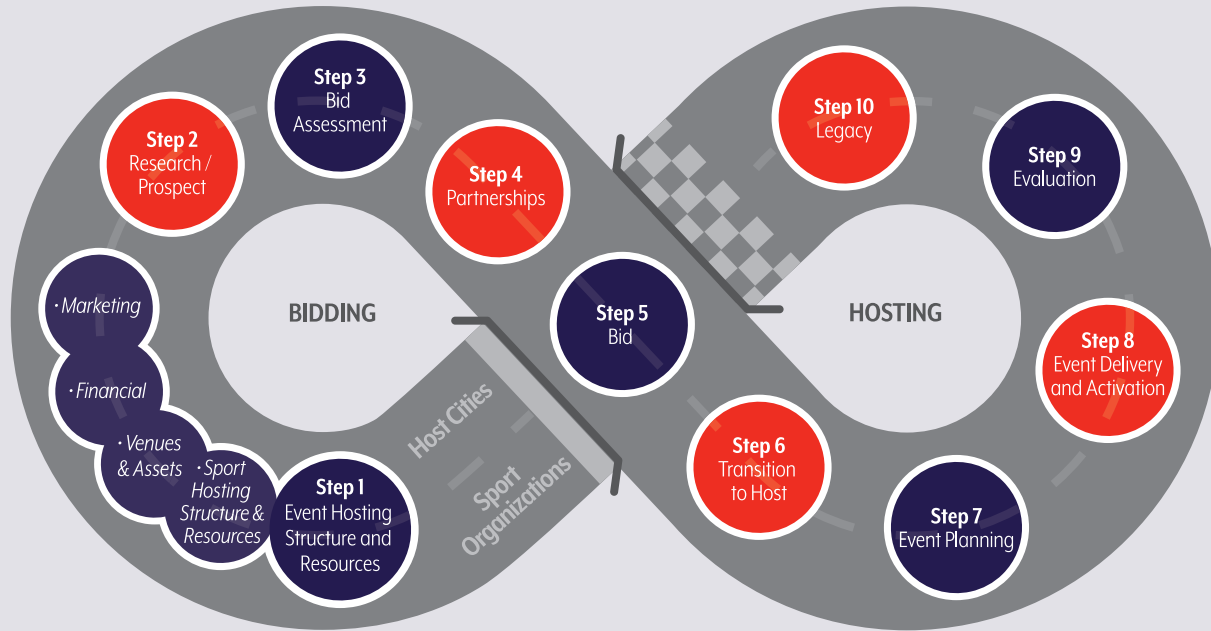 BIDDING
Host Cities
Sport
Organizations
Step 1
Event Hosting
Structure and
Resources
· Sport
Hosting
Structure &
Resources
· Venues
& Assets
· Financial
· Marketing
Step 2
Research /
Prospect
Step 3
Bid
Assessment
Step 4
Partnerships
Step 5
Bid
HOSTING
Step 6
Transition
to Host
Step 7
Event Planning
Step 8
Event Delivery
and Activation
Step 9
Evaluation
Step 10
Legacy